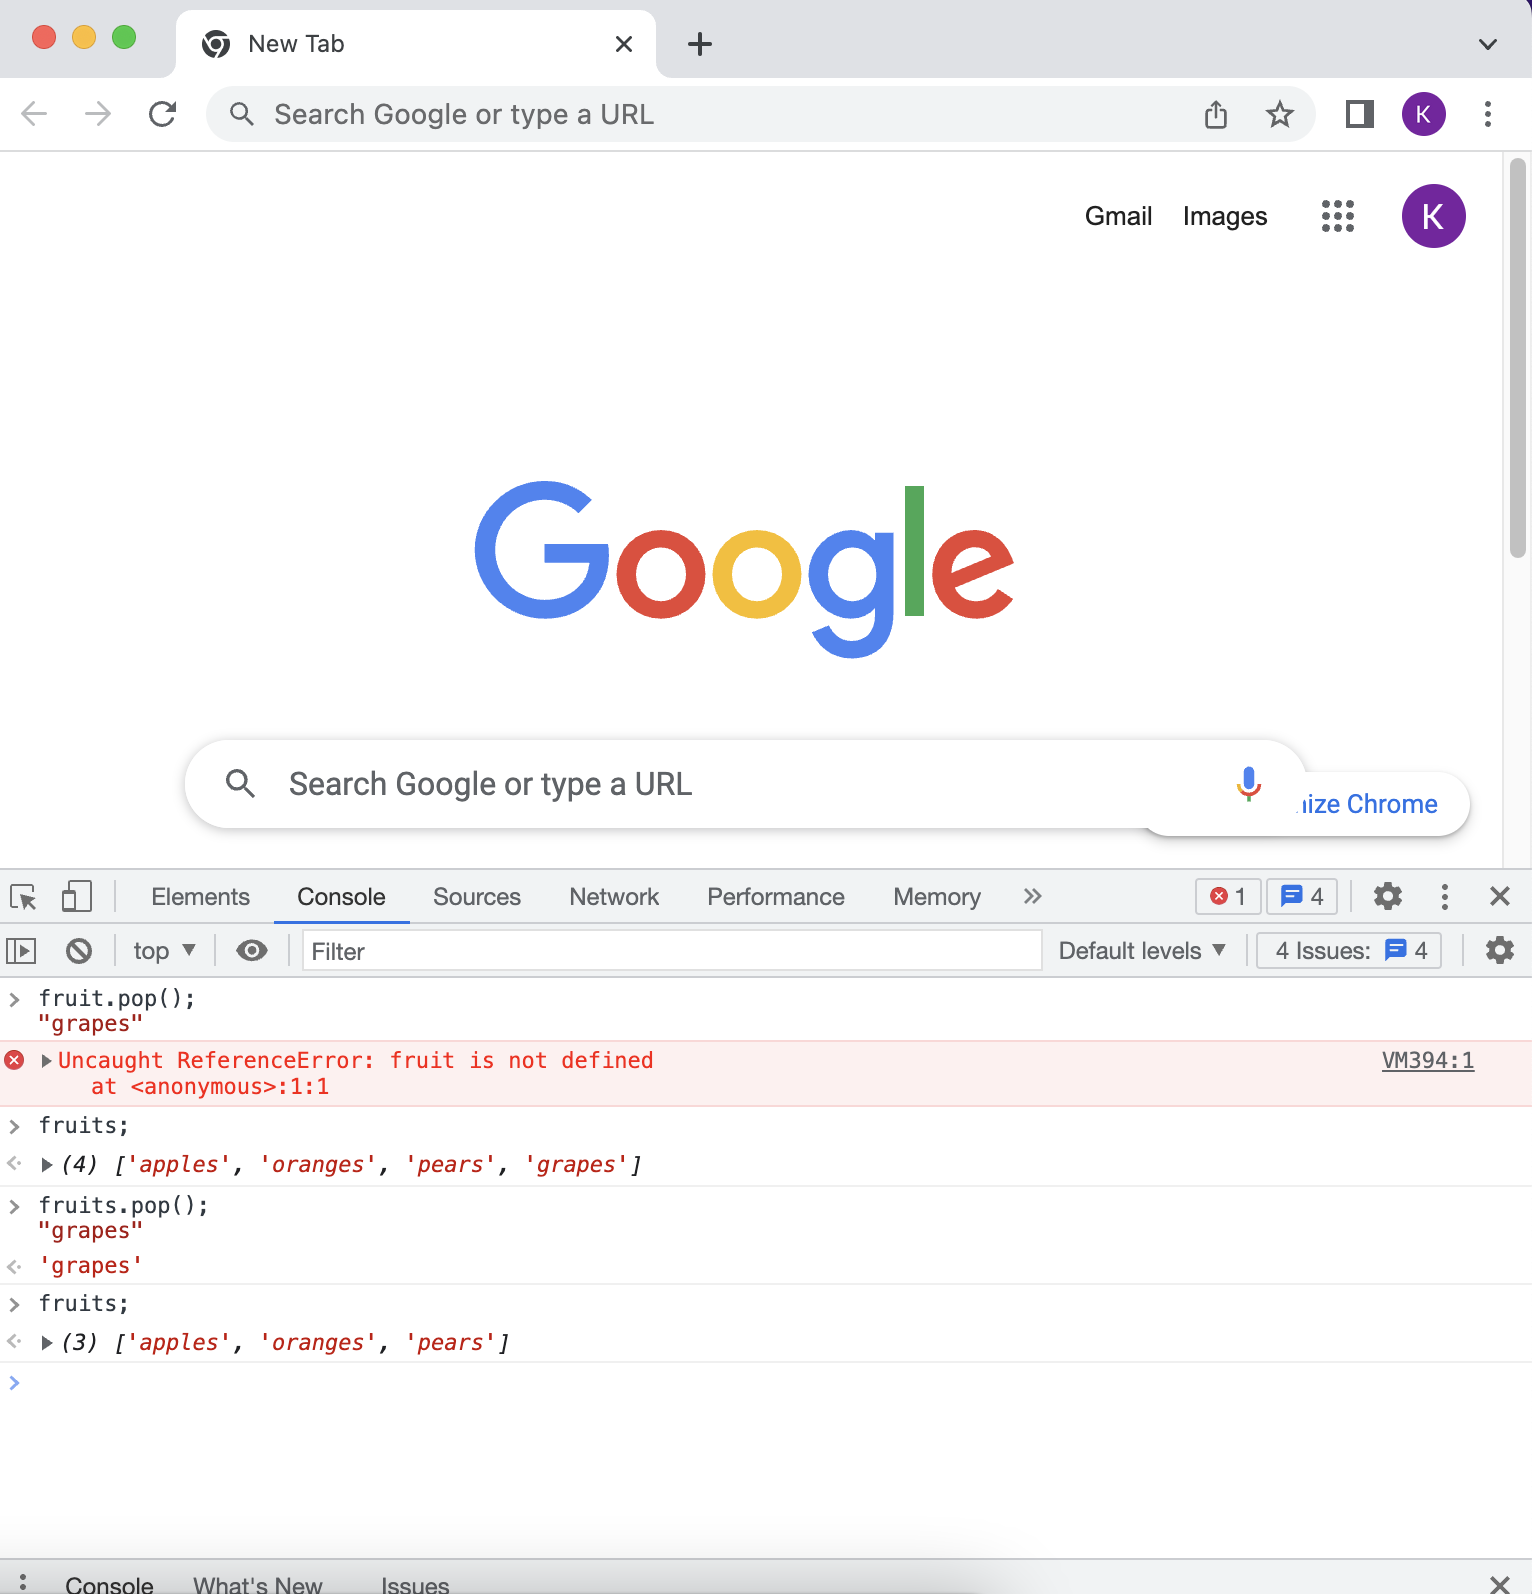 New Tab
Search Google or type a URL
K
Gmail Images
K
Google
Search Google or type a URL
ize Chrome
Elements Console Sources Network Performance Memory 1 4
top Filter Default levels 4 Issues: 4
fruit.pop();
"grapes"
Uncaught ReferenceError: fruit is not defined VM394:1
at <anonymous>:1:1
fruits;
(4) ['apples', 'oranges', 'pears', 'grapes']
fruits.pop();
"grapes"
'grapes'
fruits;
(3) ['apples', 'oranges', 'pears']
Console What's New Issues